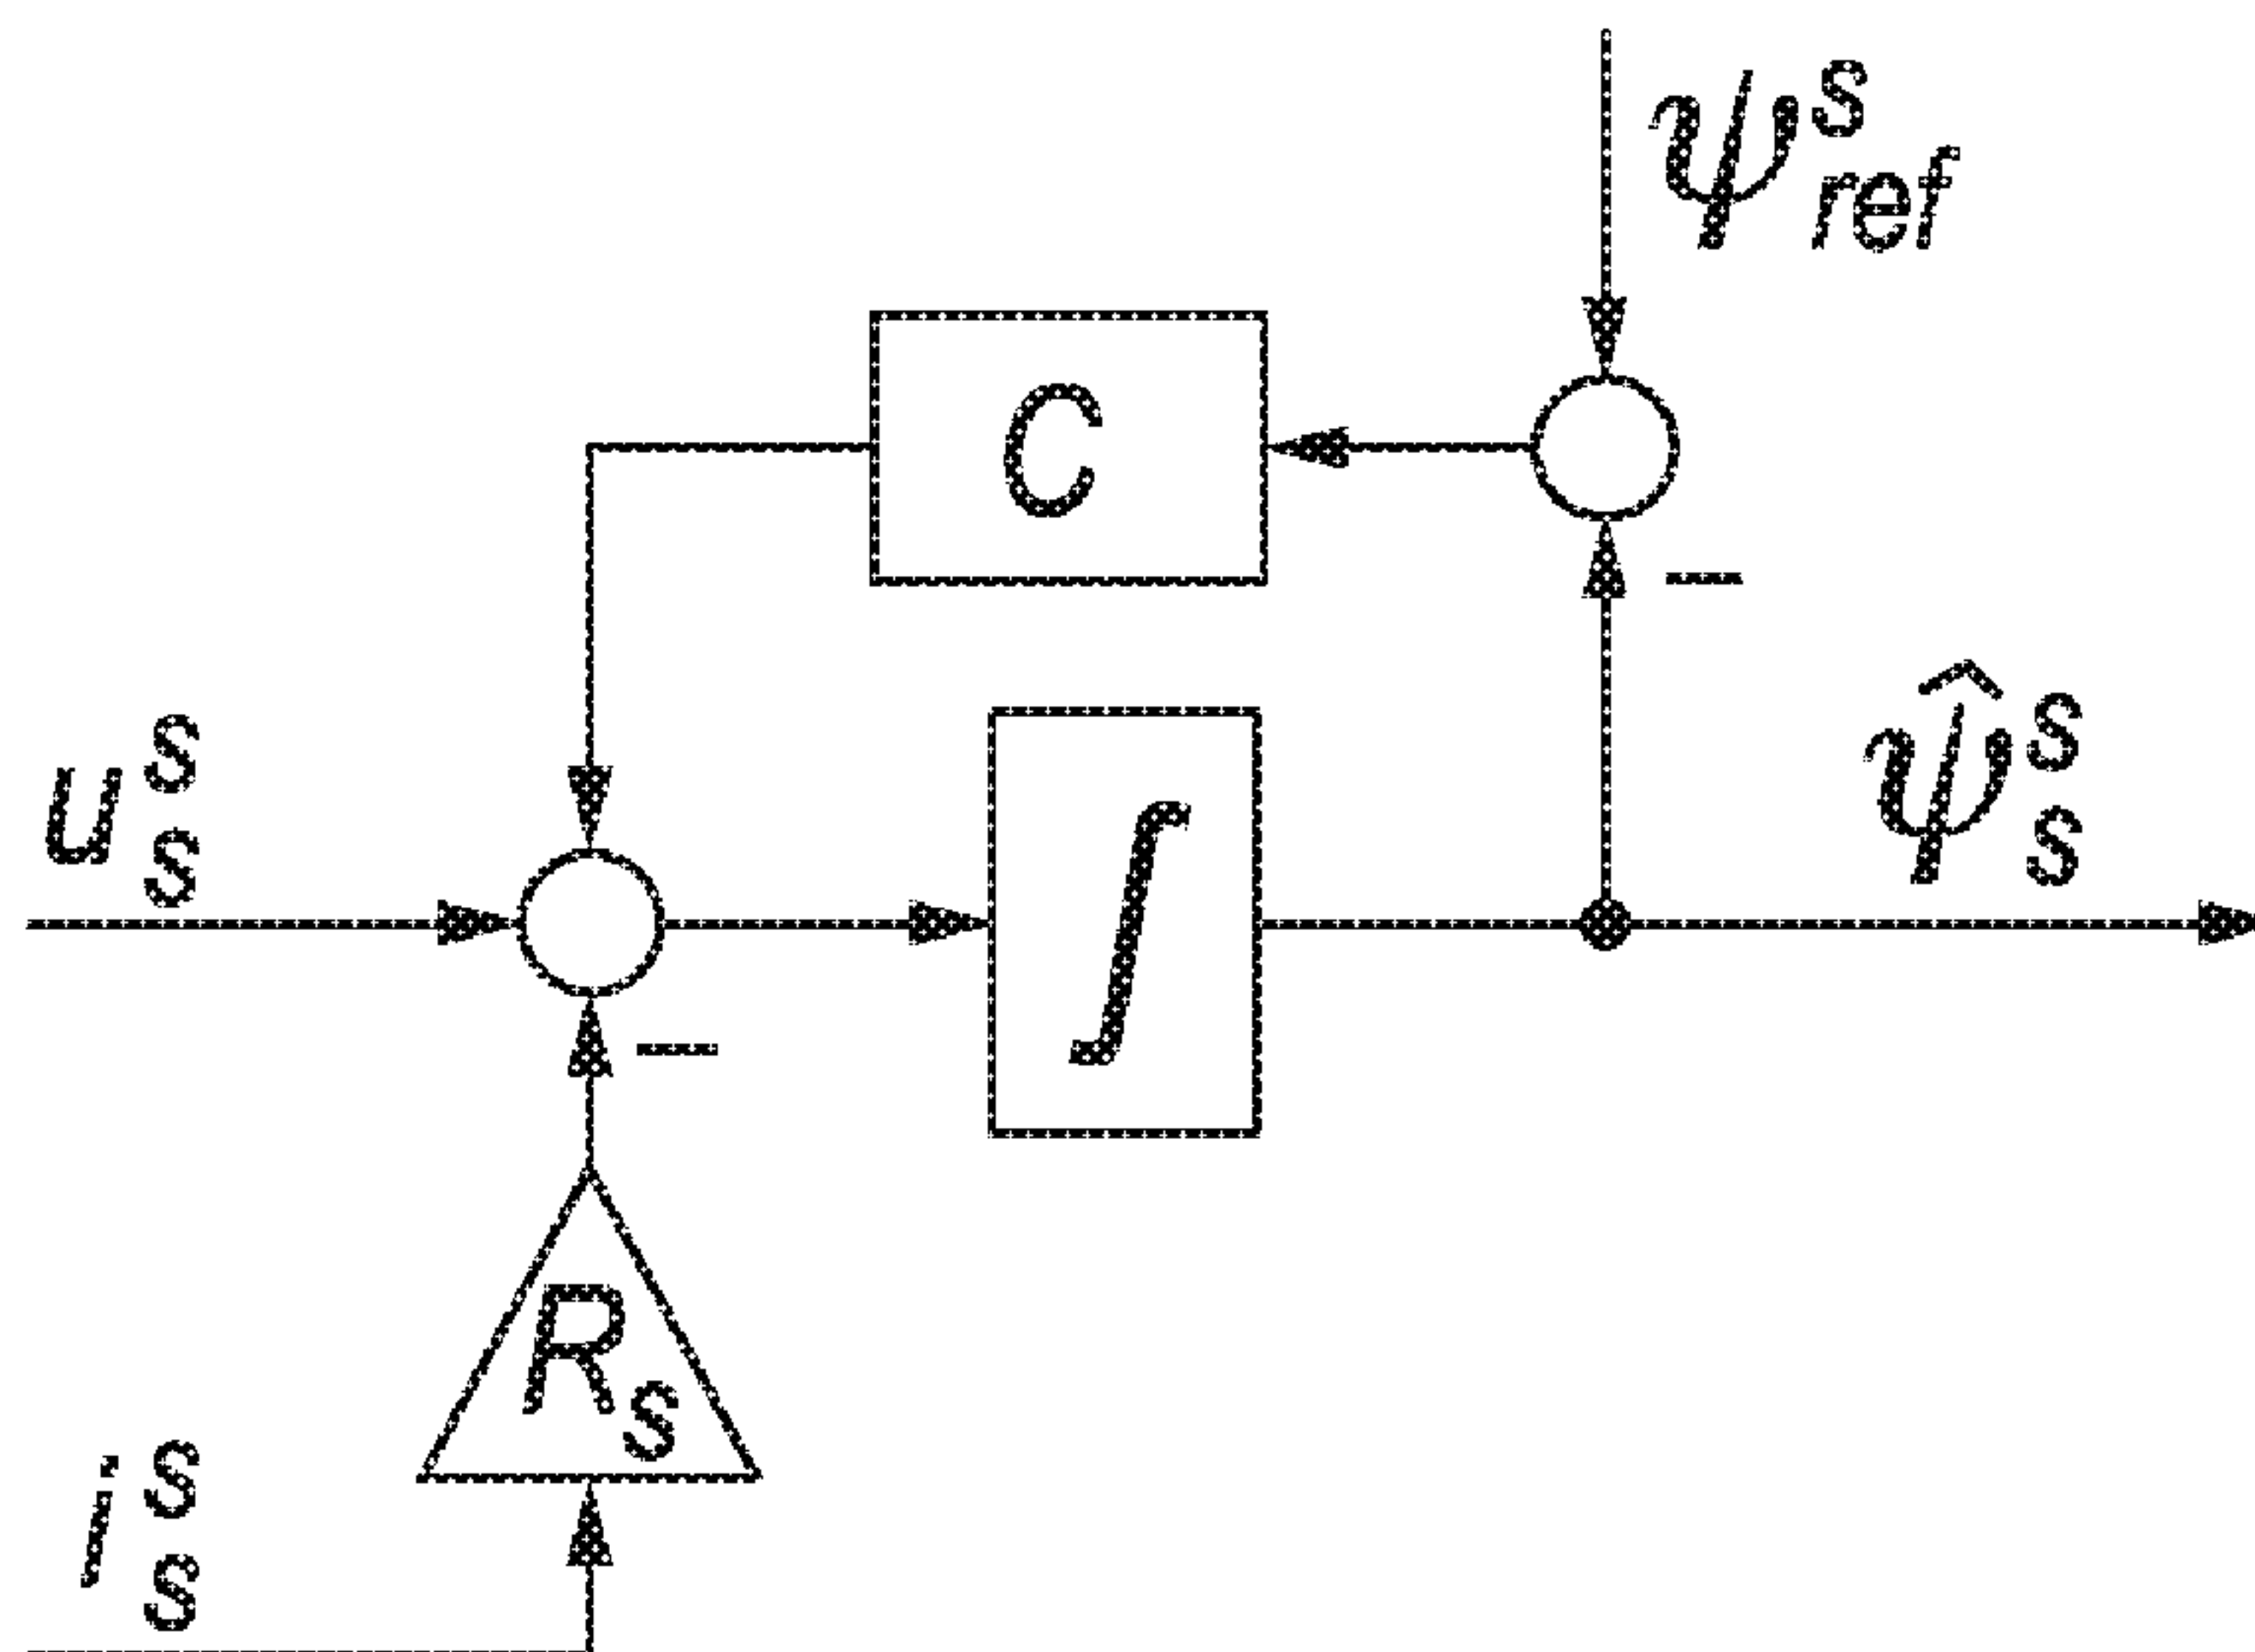 ψ^s_ref
C
ψ̂^s_s
u^s_s
∫
−
−
R_s
i^s_s